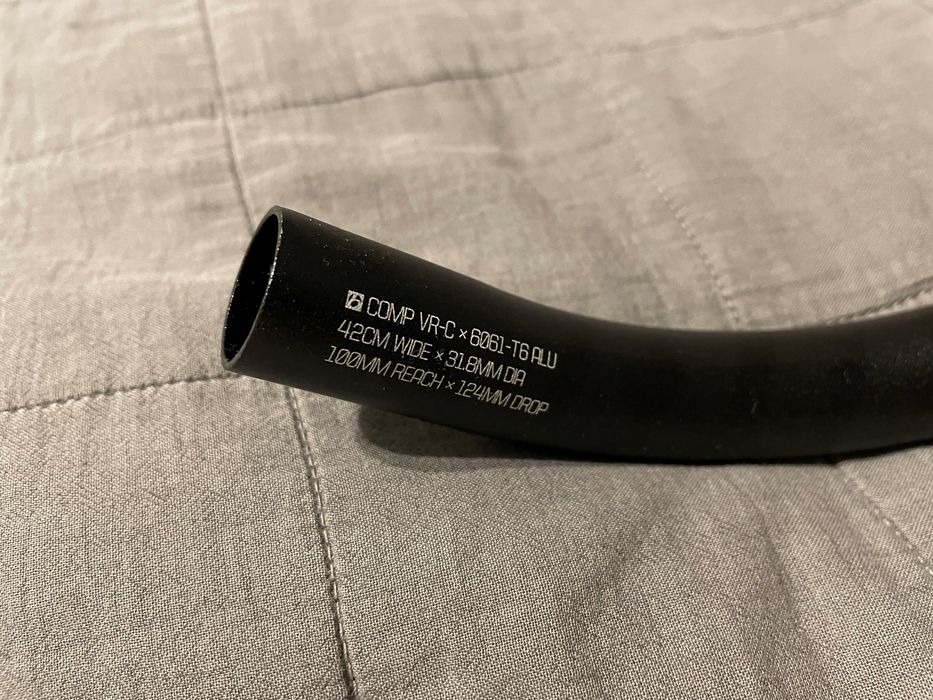 COMP VR-C × 6061-T6 ALU
42CM WIDE × 31.8MM DIA
100MM REACH × 124MM DROP